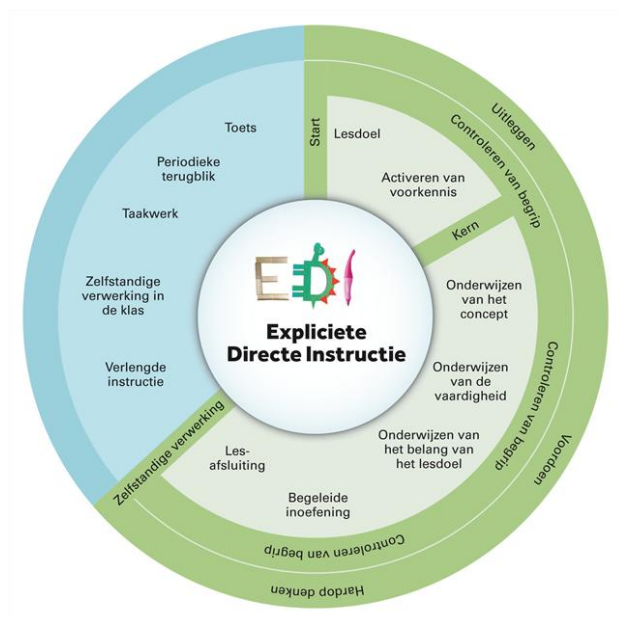 EDI
Expliciete
Directe Instructie
Start
Lesdoel
Activeren van
voorkennis
Kern
Onderwijzen
van het
concept
Onderwijzen
van de
vaardigheid
Onderwijzen van
het belang van
het lesdoel
Begeleide
inoefening
Les-
afsluiting
Zelfstandige verwerking
Verlengde
instructie
Zelfstandige
verwerking in
de klas
Taakwerk
Periodieke
terugblik
Toets
Controleren van begrip
Controleren van begrip
Controleren van begrip
Uitleggen
Voordoen
Hardop denken